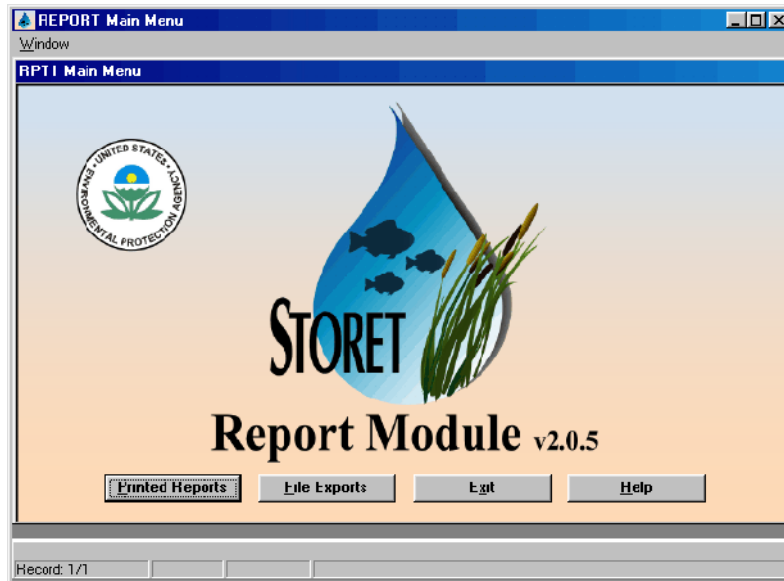 REPORT Main Menu
Window
RPT1 Main Menu
UNITED STATES
ENVIRONMENTAL PROTECTION AGENCY
STORET
Report Module v2.0.5
Printed Reports File Exports Exit Help
Record: 1/1